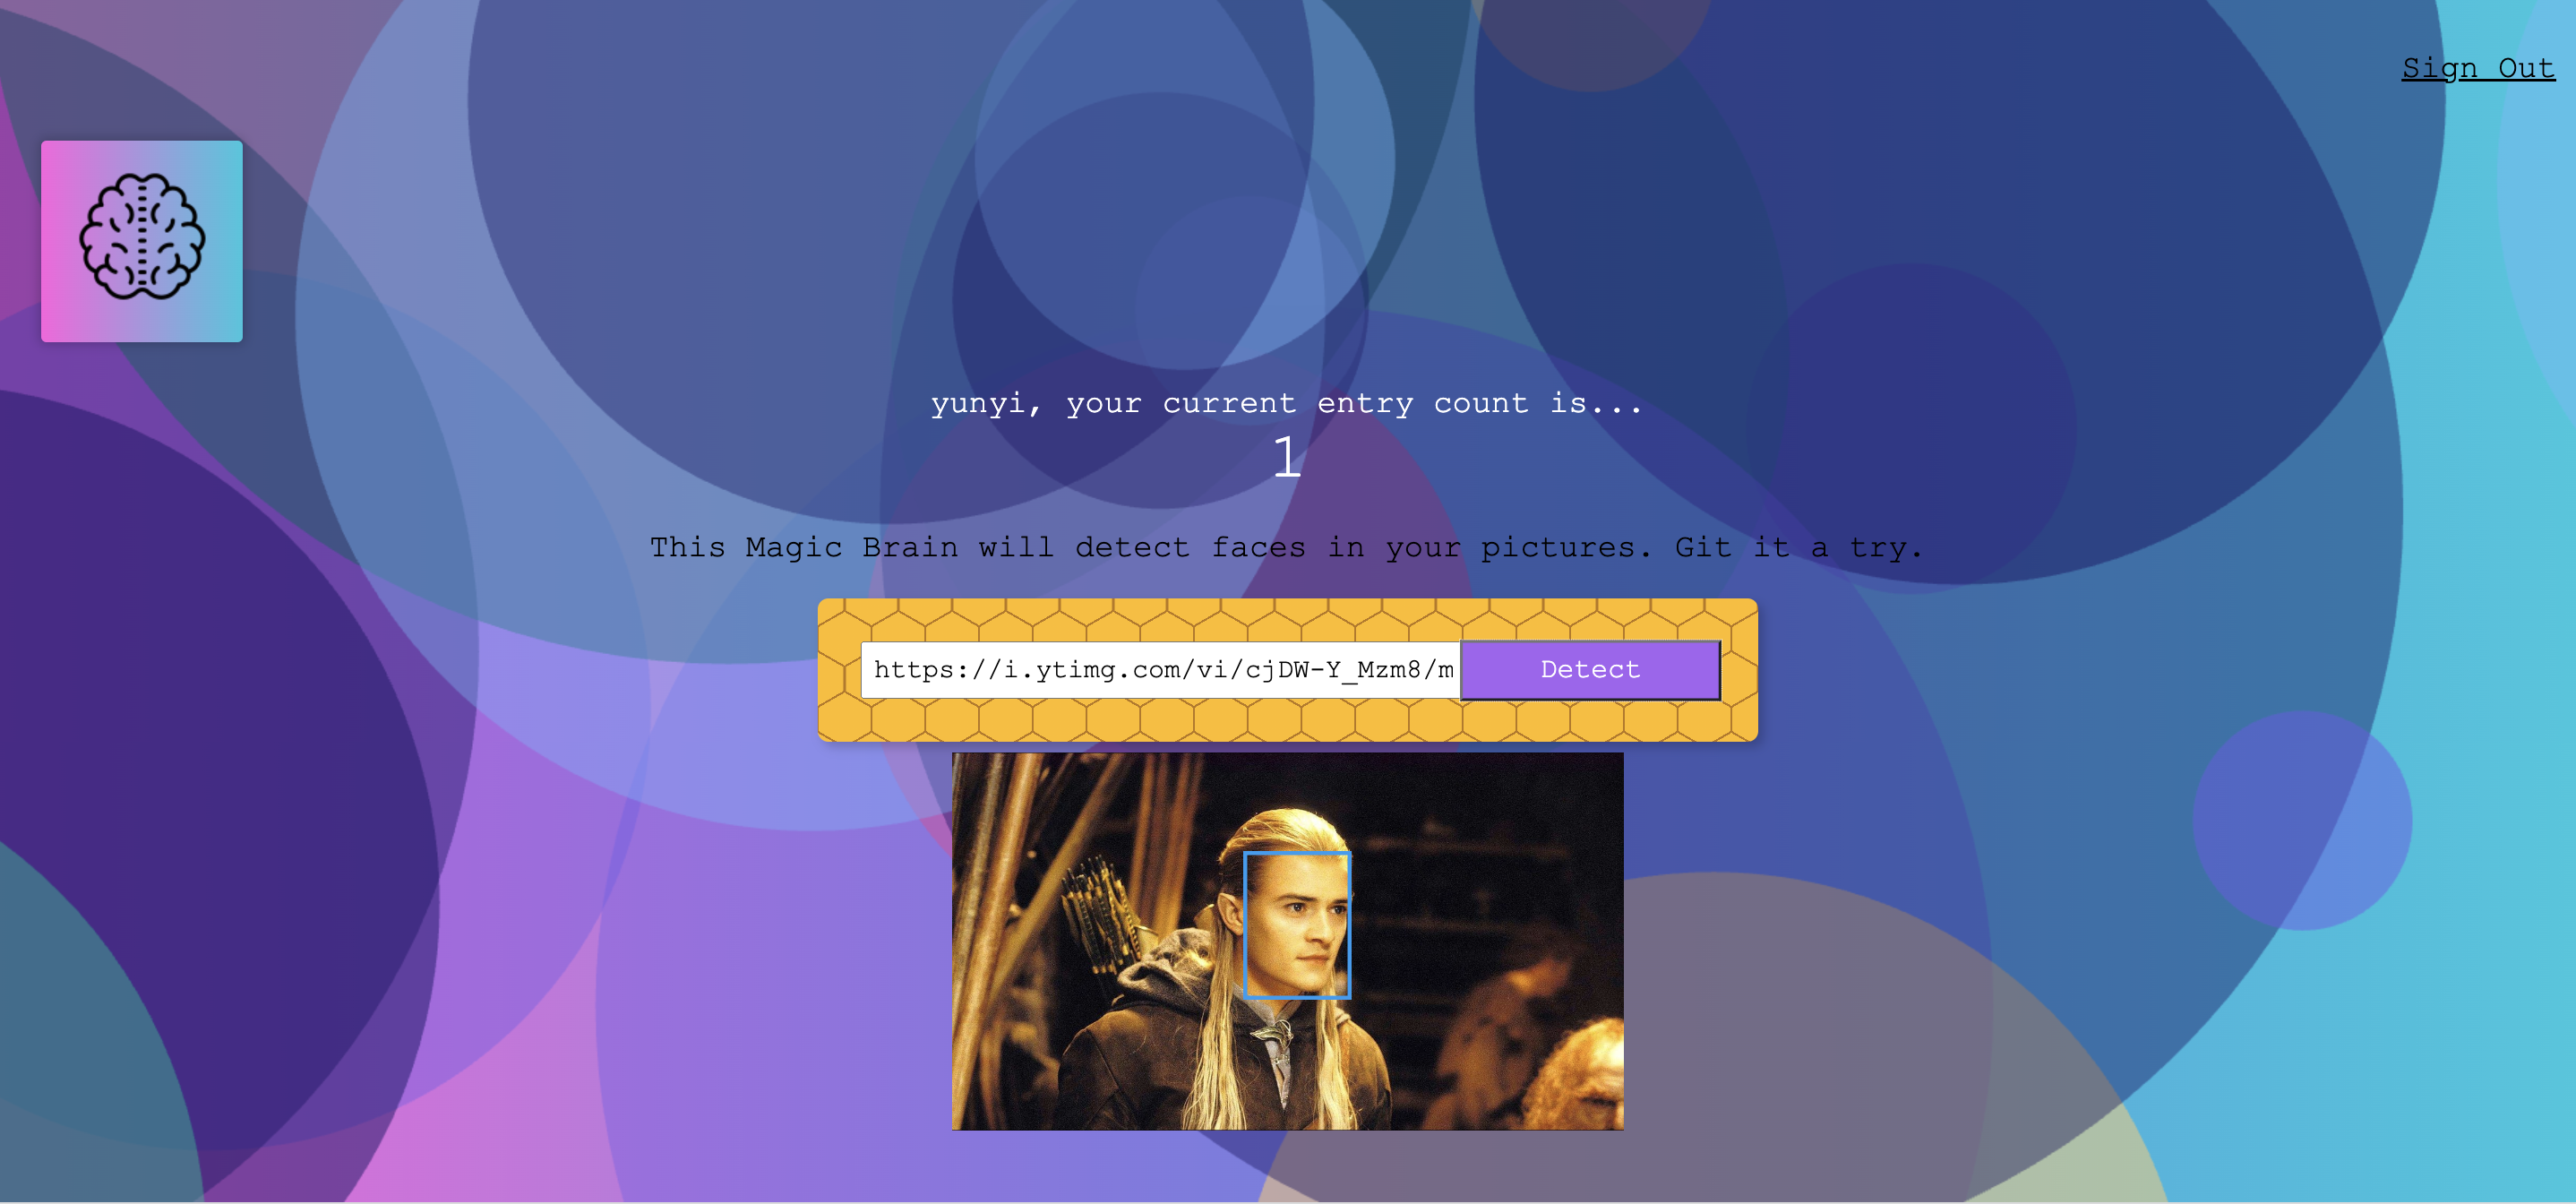 Sign Out
yunyi, your current entry count is...
1
This Magic Brain will detect faces in your pictures. Git it a try.
https://i.ytimg.com/vi/cjDW-Y_Mzm8/m
Detect